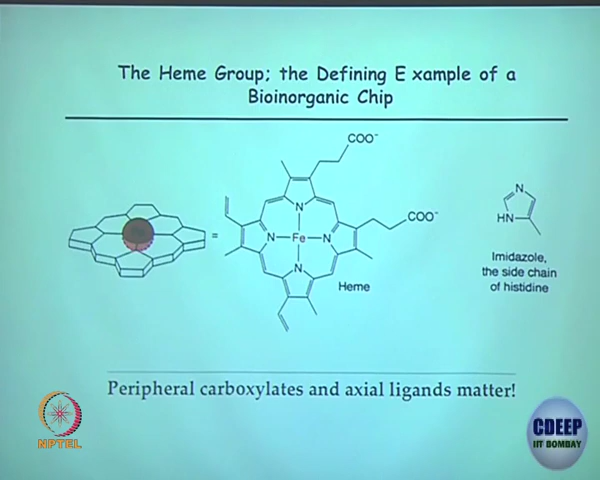 The Heme Group; the Defining E xample of a
Bioinorganic Chip
COO⁻
N
COO⁻
N
Fe
N
N
=
Heme
N
HN
Imidazole,
the side chain
of histidine
Peripheral carboxylates and axial ligands matter!
NPTEL
CDEEP
IIT BOMBAY